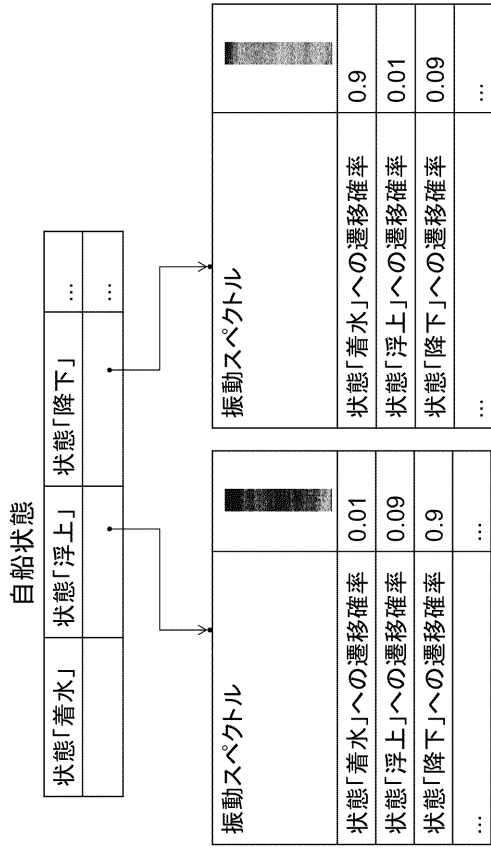 自船状態
状態「着水」 状態「浮上」 状態「降下」 …
…
振動スペクトル
状態「着水」への遷移確率 0.01
状態「浮上」への遷移確率 0.09
状態「降下」への遷移確率 0.9
… …
振動スペクトル
状態「着水」への遷移確率 0.9
状態「浮上」への遷移確率 0.01
状態「降下」への遷移確率 0.09
… …